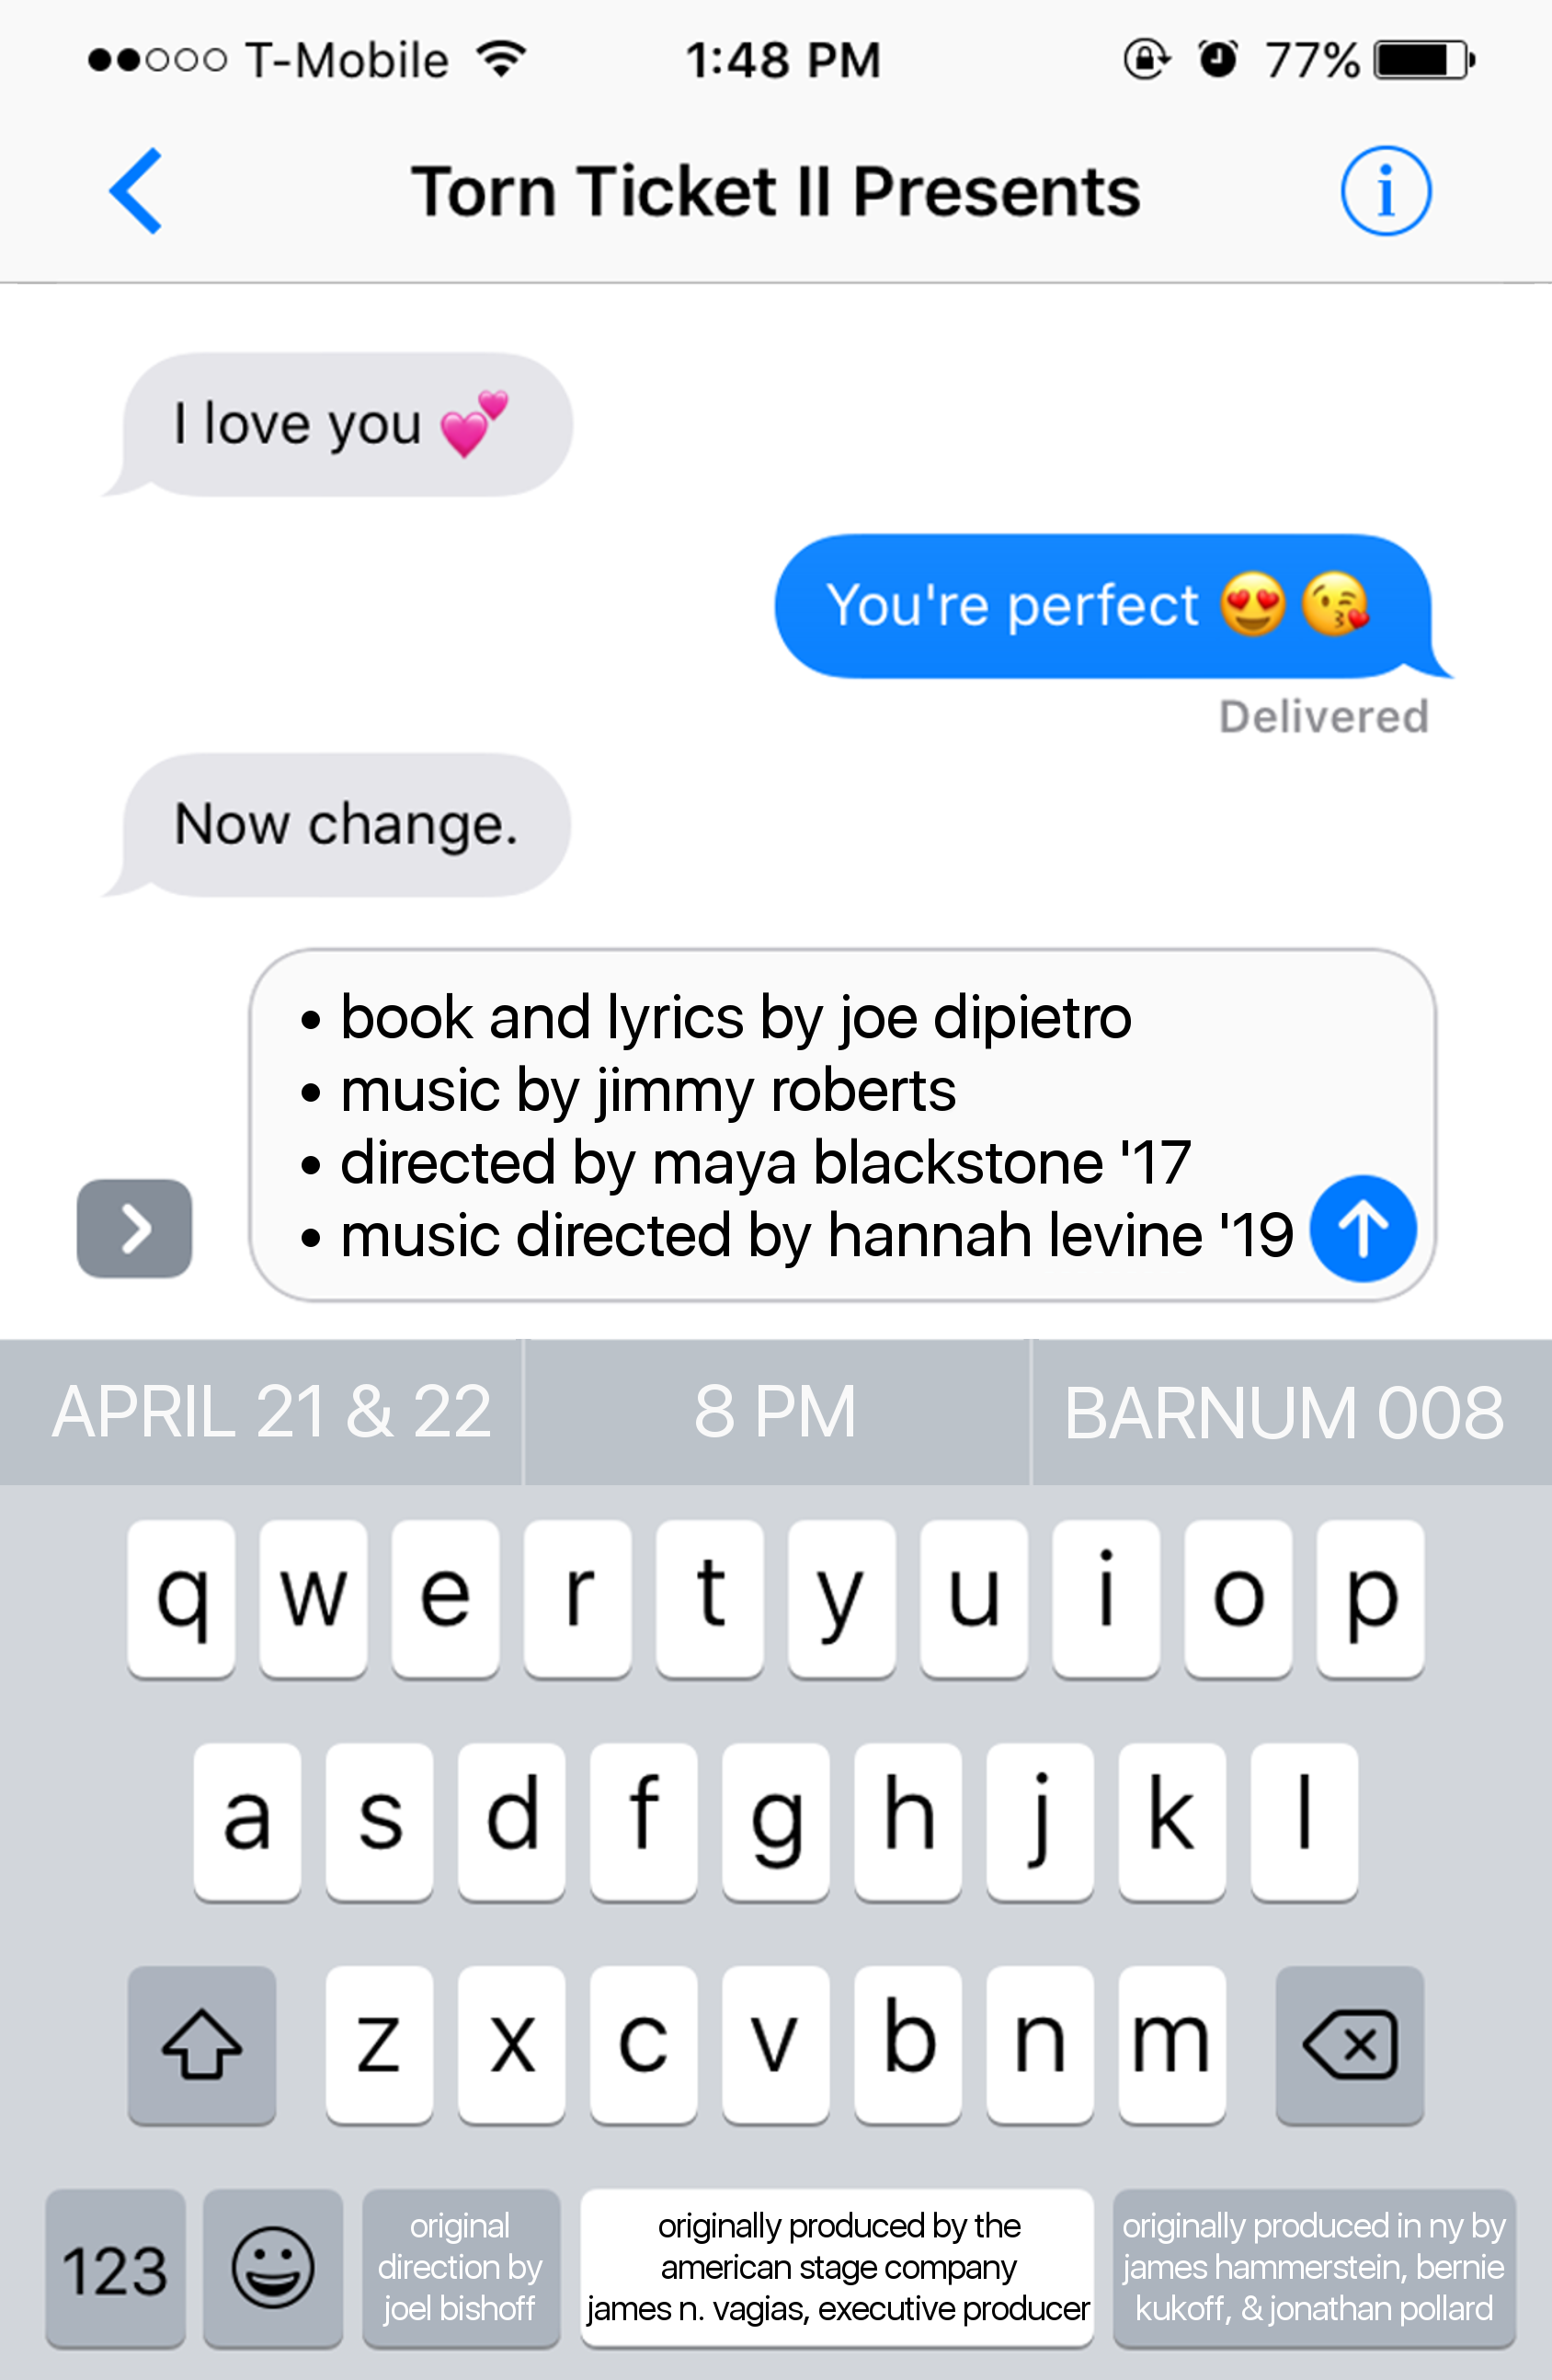 T-Mobile 1:48 PM 77%
Torn Ticket II Presents
I love you 💕
You're perfect 😍😘
Delivered
Now change.
• book and lyrics by joe dipietro
• music by jimmy roberts
• directed by maya blackstone '17
• music directed by hannah levine '19
APRIL 21 & 22 8 PM BARNUM 008
q w e r t y u i o p
a s d f g h j k l
z x c v b n m
123
original
direction by
joel bishoff
originally produced by the
american stage company
james n. vagias, executive producer
originally produced in ny by
james hammerstein, bernie
kukoff, & jonathan pollard